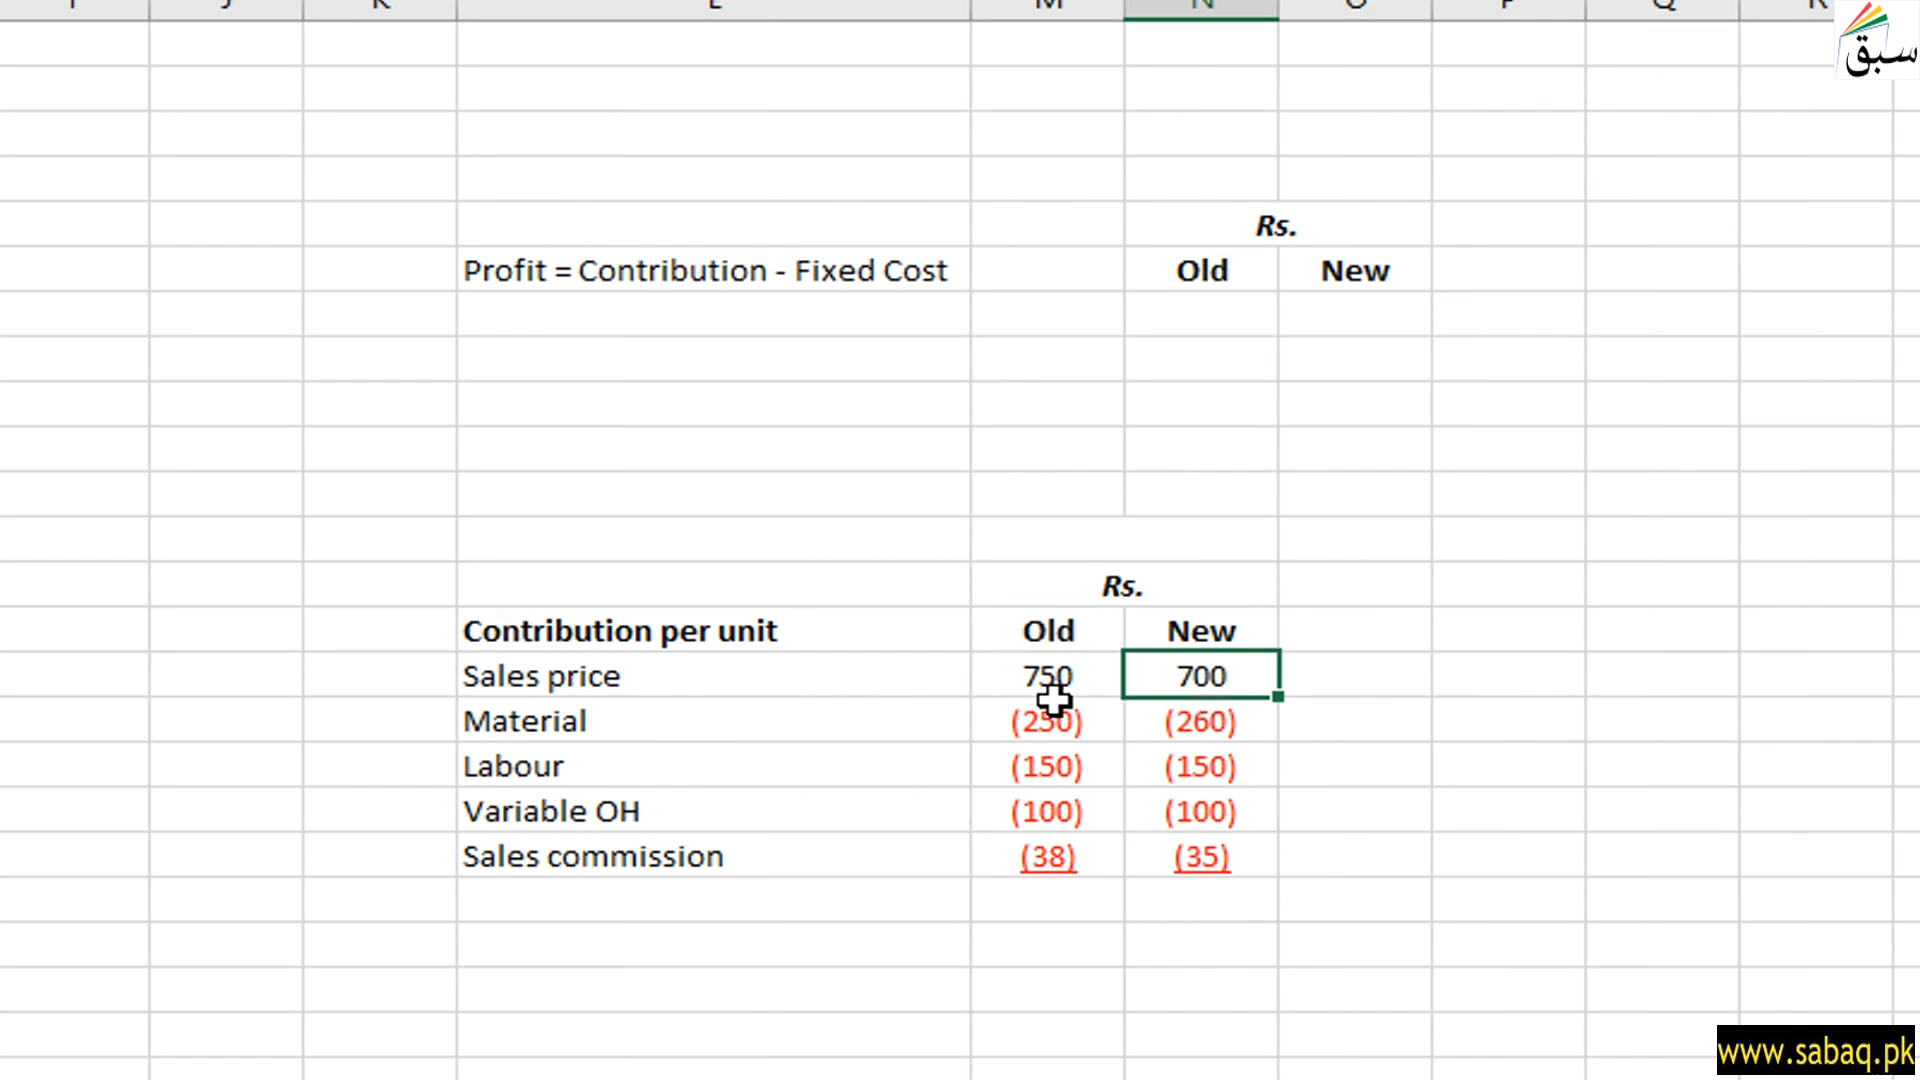 J K L M N O P Q R
سبق
Rs.
Profit = Contribution - Fixed Cost Old New
Rs.
Contribution per unit Old New
Sales price 750 700
Material (250) (260)
Labour (150) (150)
Variable OH (100) (100)
Sales commission (38) (35)
www.sabaq.pk